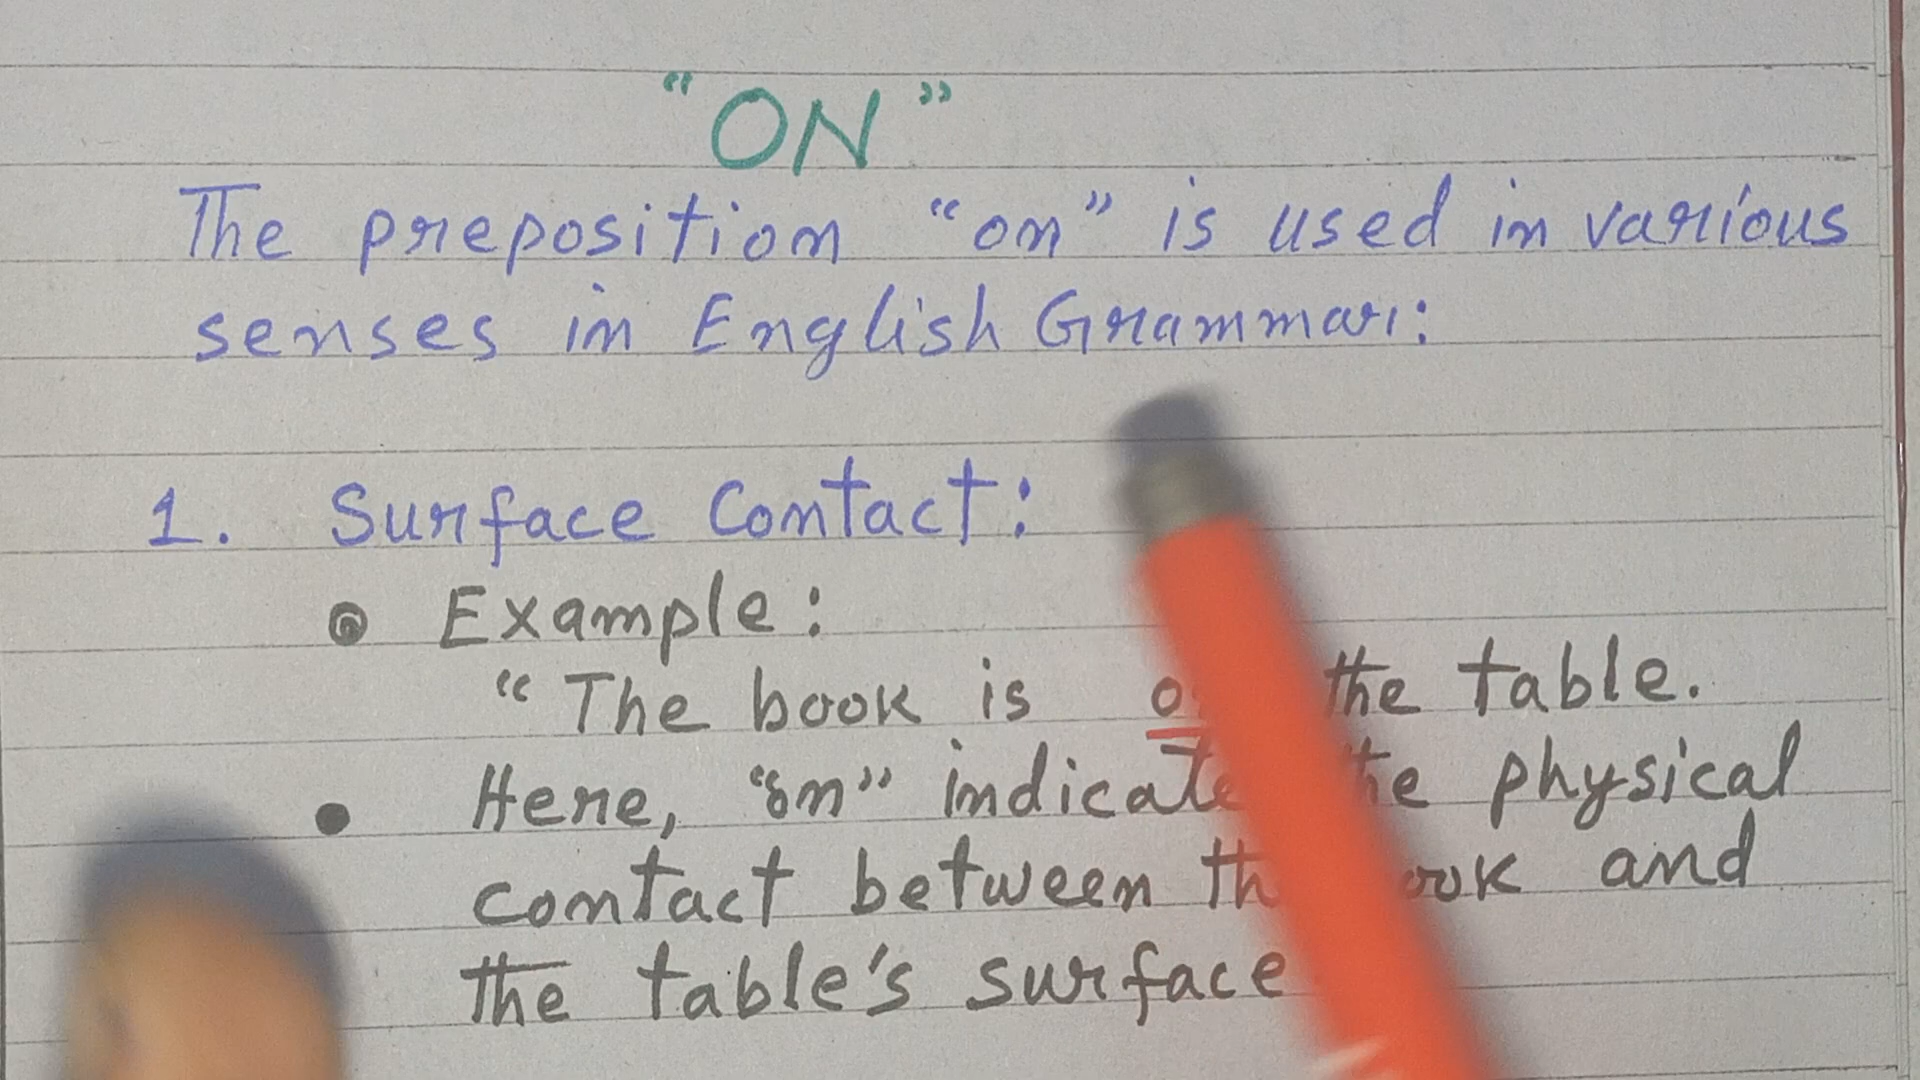 "ON"
The preposition "on" is used in various
senses in English Grammar:
1. Surface Contact:
Example:
"The book is the table.
Here, "on" indicate physical
contact between and
the table's surface